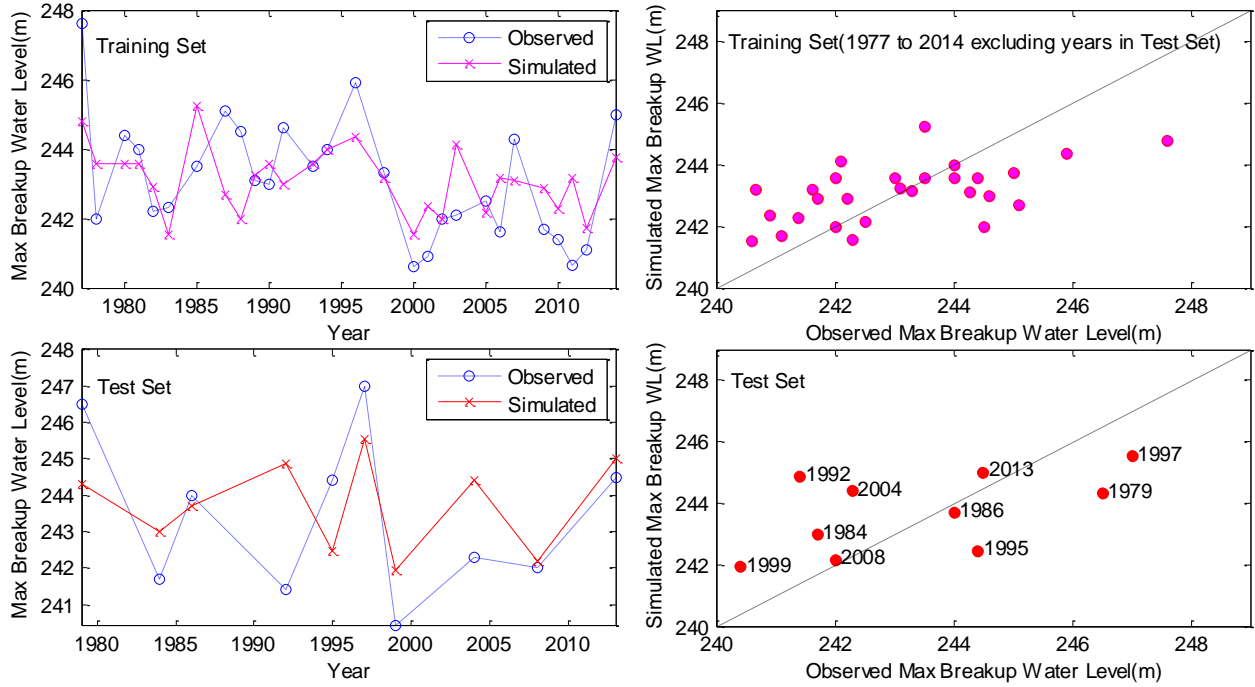 248
246
244
242
240
Max Breakup Water Level(m)
1980 1985 1990 1995 2000 2005 2010
Year
Observed
Simulated
Training Set
248
246
244
242
240
Simulated Max Breakup WL(m)
240 242 244 246 248
Observed Max Breakup Water Level(m)
Training Set(1977 to 2014 excluding years in Test Set)
248
247
246
245
244
243
242
241
Max Breakup Water Level(m)
1980 1985 1990 1995 2000 2005 2010
Year
Test Set
Observed
Simulated
248
246
244
242
240
Simulated Max Breakup WL(m)
240 242 244 246 248
Observed Max Breakup Water Level(m)
Test Set
1997
1992
2013
2004
1979
1986
1984
1995
2008
1999